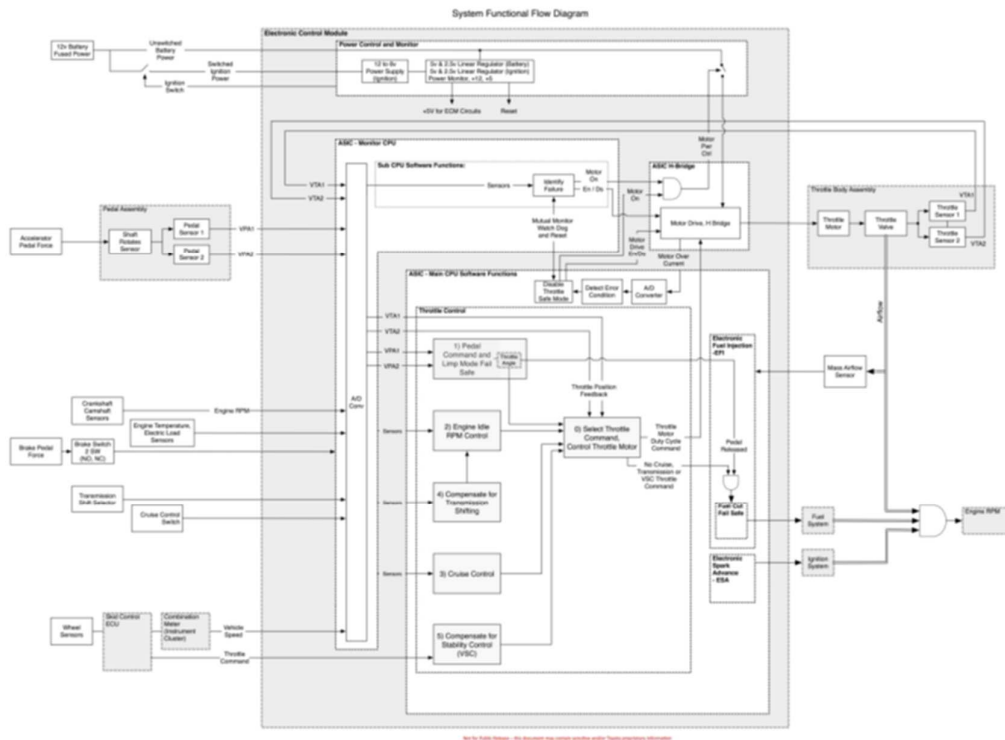 System Functional Flow Diagram
Electronic Control Module
12v Battery
Fused Power
Unswitched
Battery
Power
Switched
Ignition
Power
Ignition
Switch
Power Control and Monitor
12 to 6v
Power Supply
(Ignition)
5v & 2.5v Linear Regulator (Battery)
5v & 2.5v Linear Regulator (Ignition)
Power Monitor, +12, +5
+5V for ECM Circuits
Reset
Motor
Pwr
Ctrl
ASIC - Monitor CPU
Sub CPU Software Functions:
Sensors
Identify
Failure
Motor
On
En / Ds
Motor
On
ASIC H-Bridge
Motor Drive, H Bridge
Mutual Monitor
Watch Dog
and Reset
Motor
Drive
En/Ds
Motor Over
Current
VTA1
VTA2
Throttle Body Assembly
Throttle
Motor
Throttle
Valve
Throttle
Sensor 1
Throttle
Sensor 2
VTA1
VTA2
Pedal Assembly
Accelerator
Pedal Force
Shaft
Rotates
Sensor
Pedal
Sensor 1
Pedal
Sensor 2
VPA1
VPA2
ASIC - Main CPU Software Functions
Disable
Throttle
Safe Mode
Detect Error
Condition
A/D
Converter
Throttle Control
VTA1
VTA2
VPA1
VPA2
1) Pedal
Command and
Limp Mode Fail
Safe
Throttle
Angle
Throttle Position
Feedback
Electronic
Fuel Injection
-EFI
Airflow
Mass Airflow
Sensor
A/D
Conv
Crankshaft
Camshaft
Sensors
Engine RPM
Engine Temperature,
Electric Load
Sensors
Brake Pedal
Force
Brake Switch
2 SW
(NO, NC)
Transmission
Shift Selector
Cruise Control
Switch
Sensors
2) Engine Idle
RPM Control
0) Select Throttle
Command,
Control Throttle Motor
Throttle
Motor
Duty Cycle
Command
Pedal
Released
No Cruise,
Transmission or
VSC Throttle
Command
Sensors
4) Compensate for
Transmission
Shifting
Fuel Cut
Fail Safe
Fuel
System
Engine RPM
Sensors
3) Cruise Control
Electronic
Spark
Advance
- ESA
Ignition
System
Wheel
Sensors
Skid Control
ECU
Combination
Meter
(Instrument
Cluster)
Vehicle
Speed
Throttle
Command
5) Compensate for
Stability Control
(VSC)